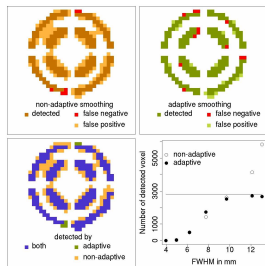 non-adaptive smoothing
detected
false negative
false positive
adaptive smoothing
detected
false negative
false positive
detected by
both
adaptive
non-adaptive
Number of detected voxel
0
1000
3000
5000
non-adaptive
adaptive
4
6
8
10
12
FWHM in mm